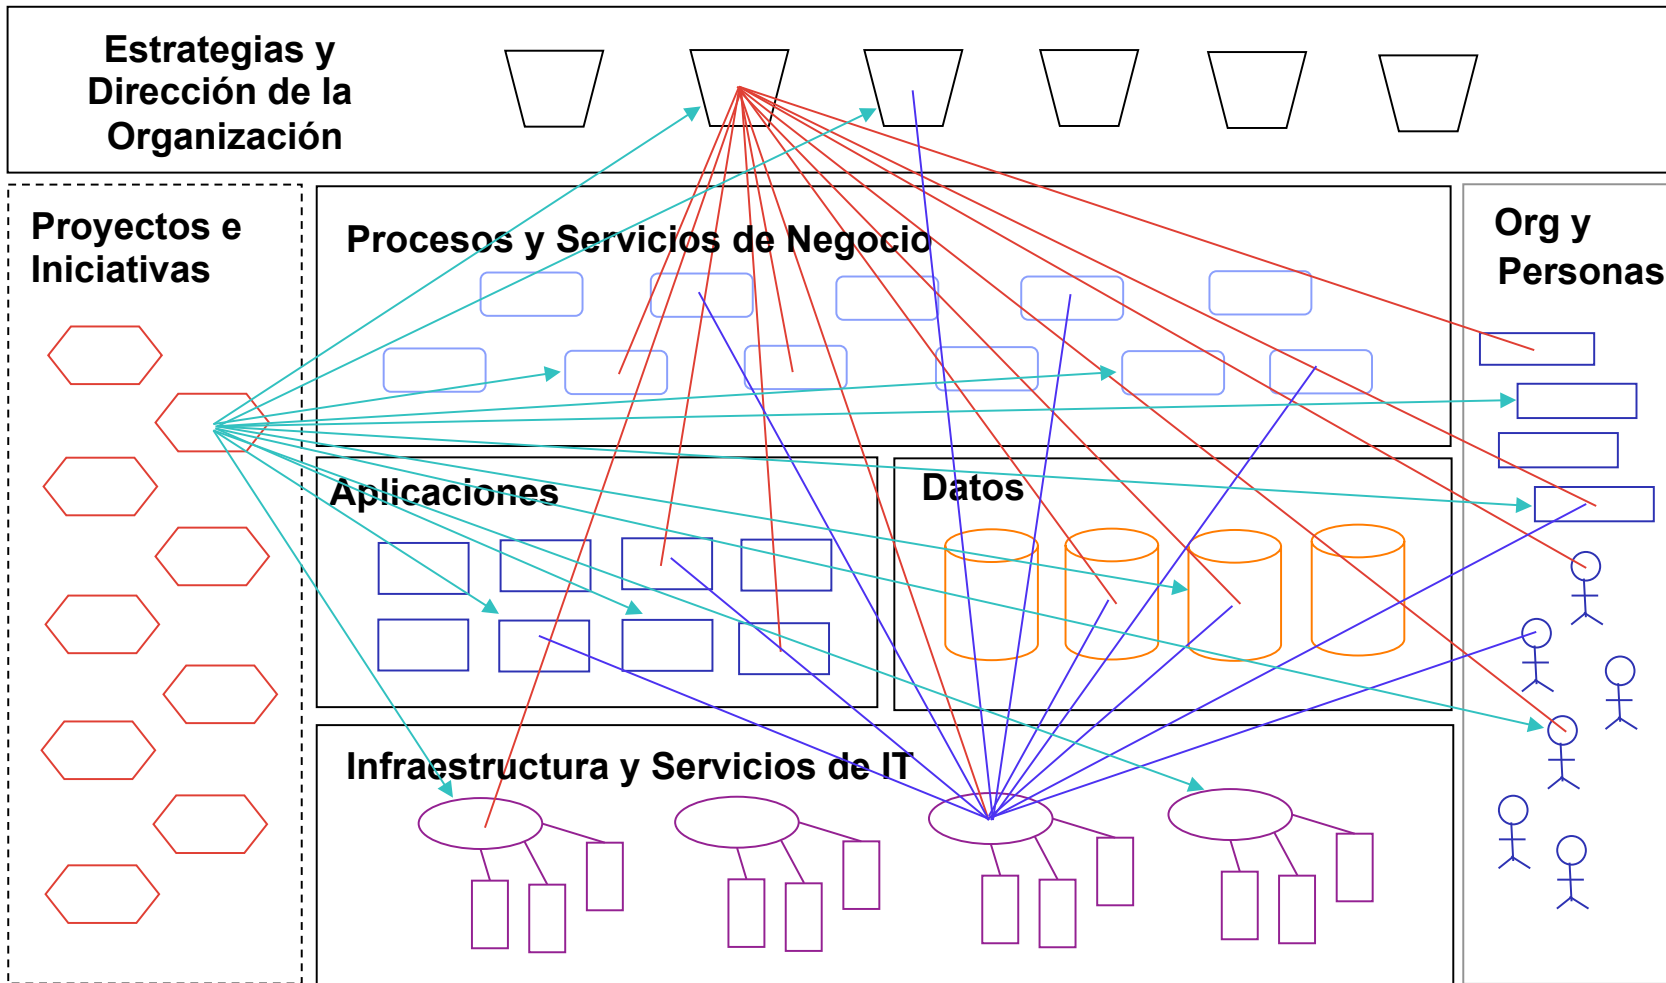 Estrategias y
Dirección de la
Organización
Proyectos e
Iniciativas
Procesos y Servicios de Negocio
Org y
Personas
Aplicaciones
Datos
Infraestructura y Servicios de IT